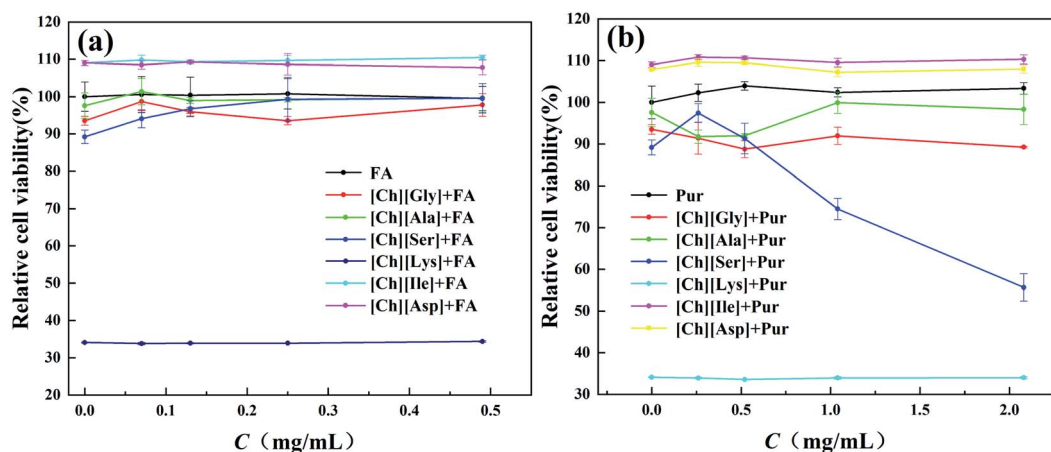 (a)
Relative cell viability(%)
120
110
100
90
80
70
60
50
40
30
20
FA
[Ch][Gly]+FA
[Ch][Ala]+FA
[Ch][Ser]+FA
[Ch][Lys]+FA
[Ch][Ile]+FA
[Ch][Asp]+FA
0.0 0.1 0.2 0.3 0.4 0.5
C（mg/mL）
(b)
Relative cell viability(%)
120
110
100
90
80
70
60
50
40
30
Pur
[Ch][Gly]+Pur
[Ch][Ala]+Pur
[Ch][Ser]+Pur
[Ch][Lys]+Pur
[Ch][Ile]+Pur
[Ch][Asp]+Pur
0.0 0.5 1.0 1.5 2.0
C（mg/mL）